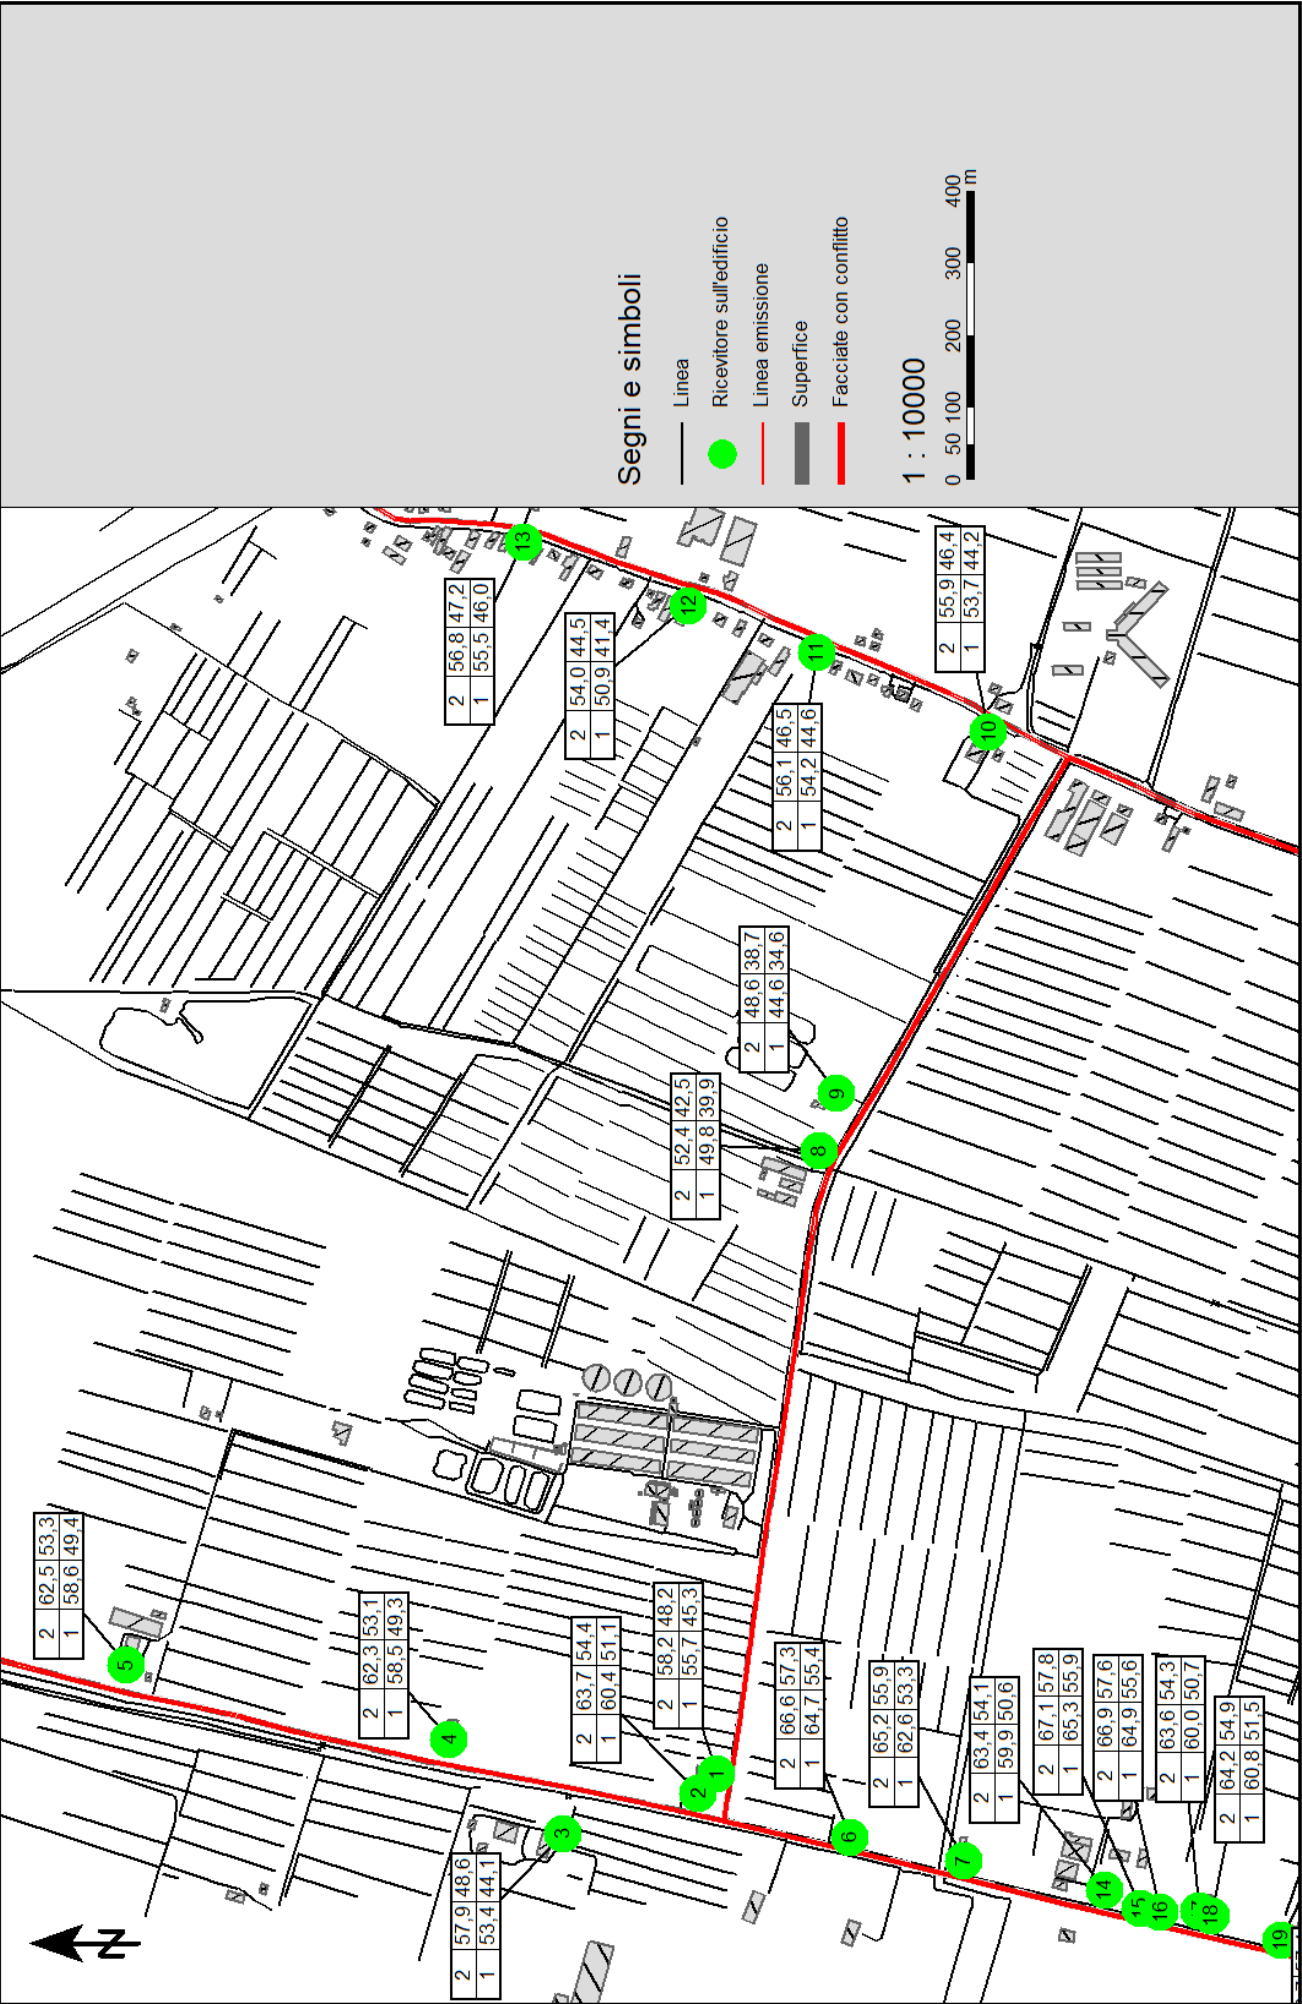 Segni e simboli
Linea
Ricevitore sull'edificio
Linea emissione
Superfice
Facciate con conflitto
1 : 10000
0 50 100 200 300 400
m
N
2 62,5 53,3
1 58,6 49,4
5
2 62,3 53,1
1 58,5 49,3
4
2 57,9 48,6
1 53,4 44,1
3
2 63,7 54,4
1 60,4 51,1
2
2 58,2 48,2
1 55,7 45,3
1
2 66,6 57,3
1 64,7 55,4
6
2 65,2 55,9
1 62,6 53,3
7
2 63,4 54,1
1 59,9 50,6
14
2 67,1 57,8
1 65,3 55,9
15
2 66,9 57,6
1 64,9 55,6
16
2 63,6 54,3
1 60,0 50,7
2 64,2 54,9
1 60,8 51,5
18
19
2 52,4 42,5
1 49,8 39,9
8
2 48,6 38,7
1 44,6 34,6
9
2 56,8 47,2
1 55,5 46,0
13
2 54,0 44,5
1 50,9 41,4
12
2 56,1 46,5
1 54,2 44,6
11
2 55,9 46,4
1 53,7 44,2
10